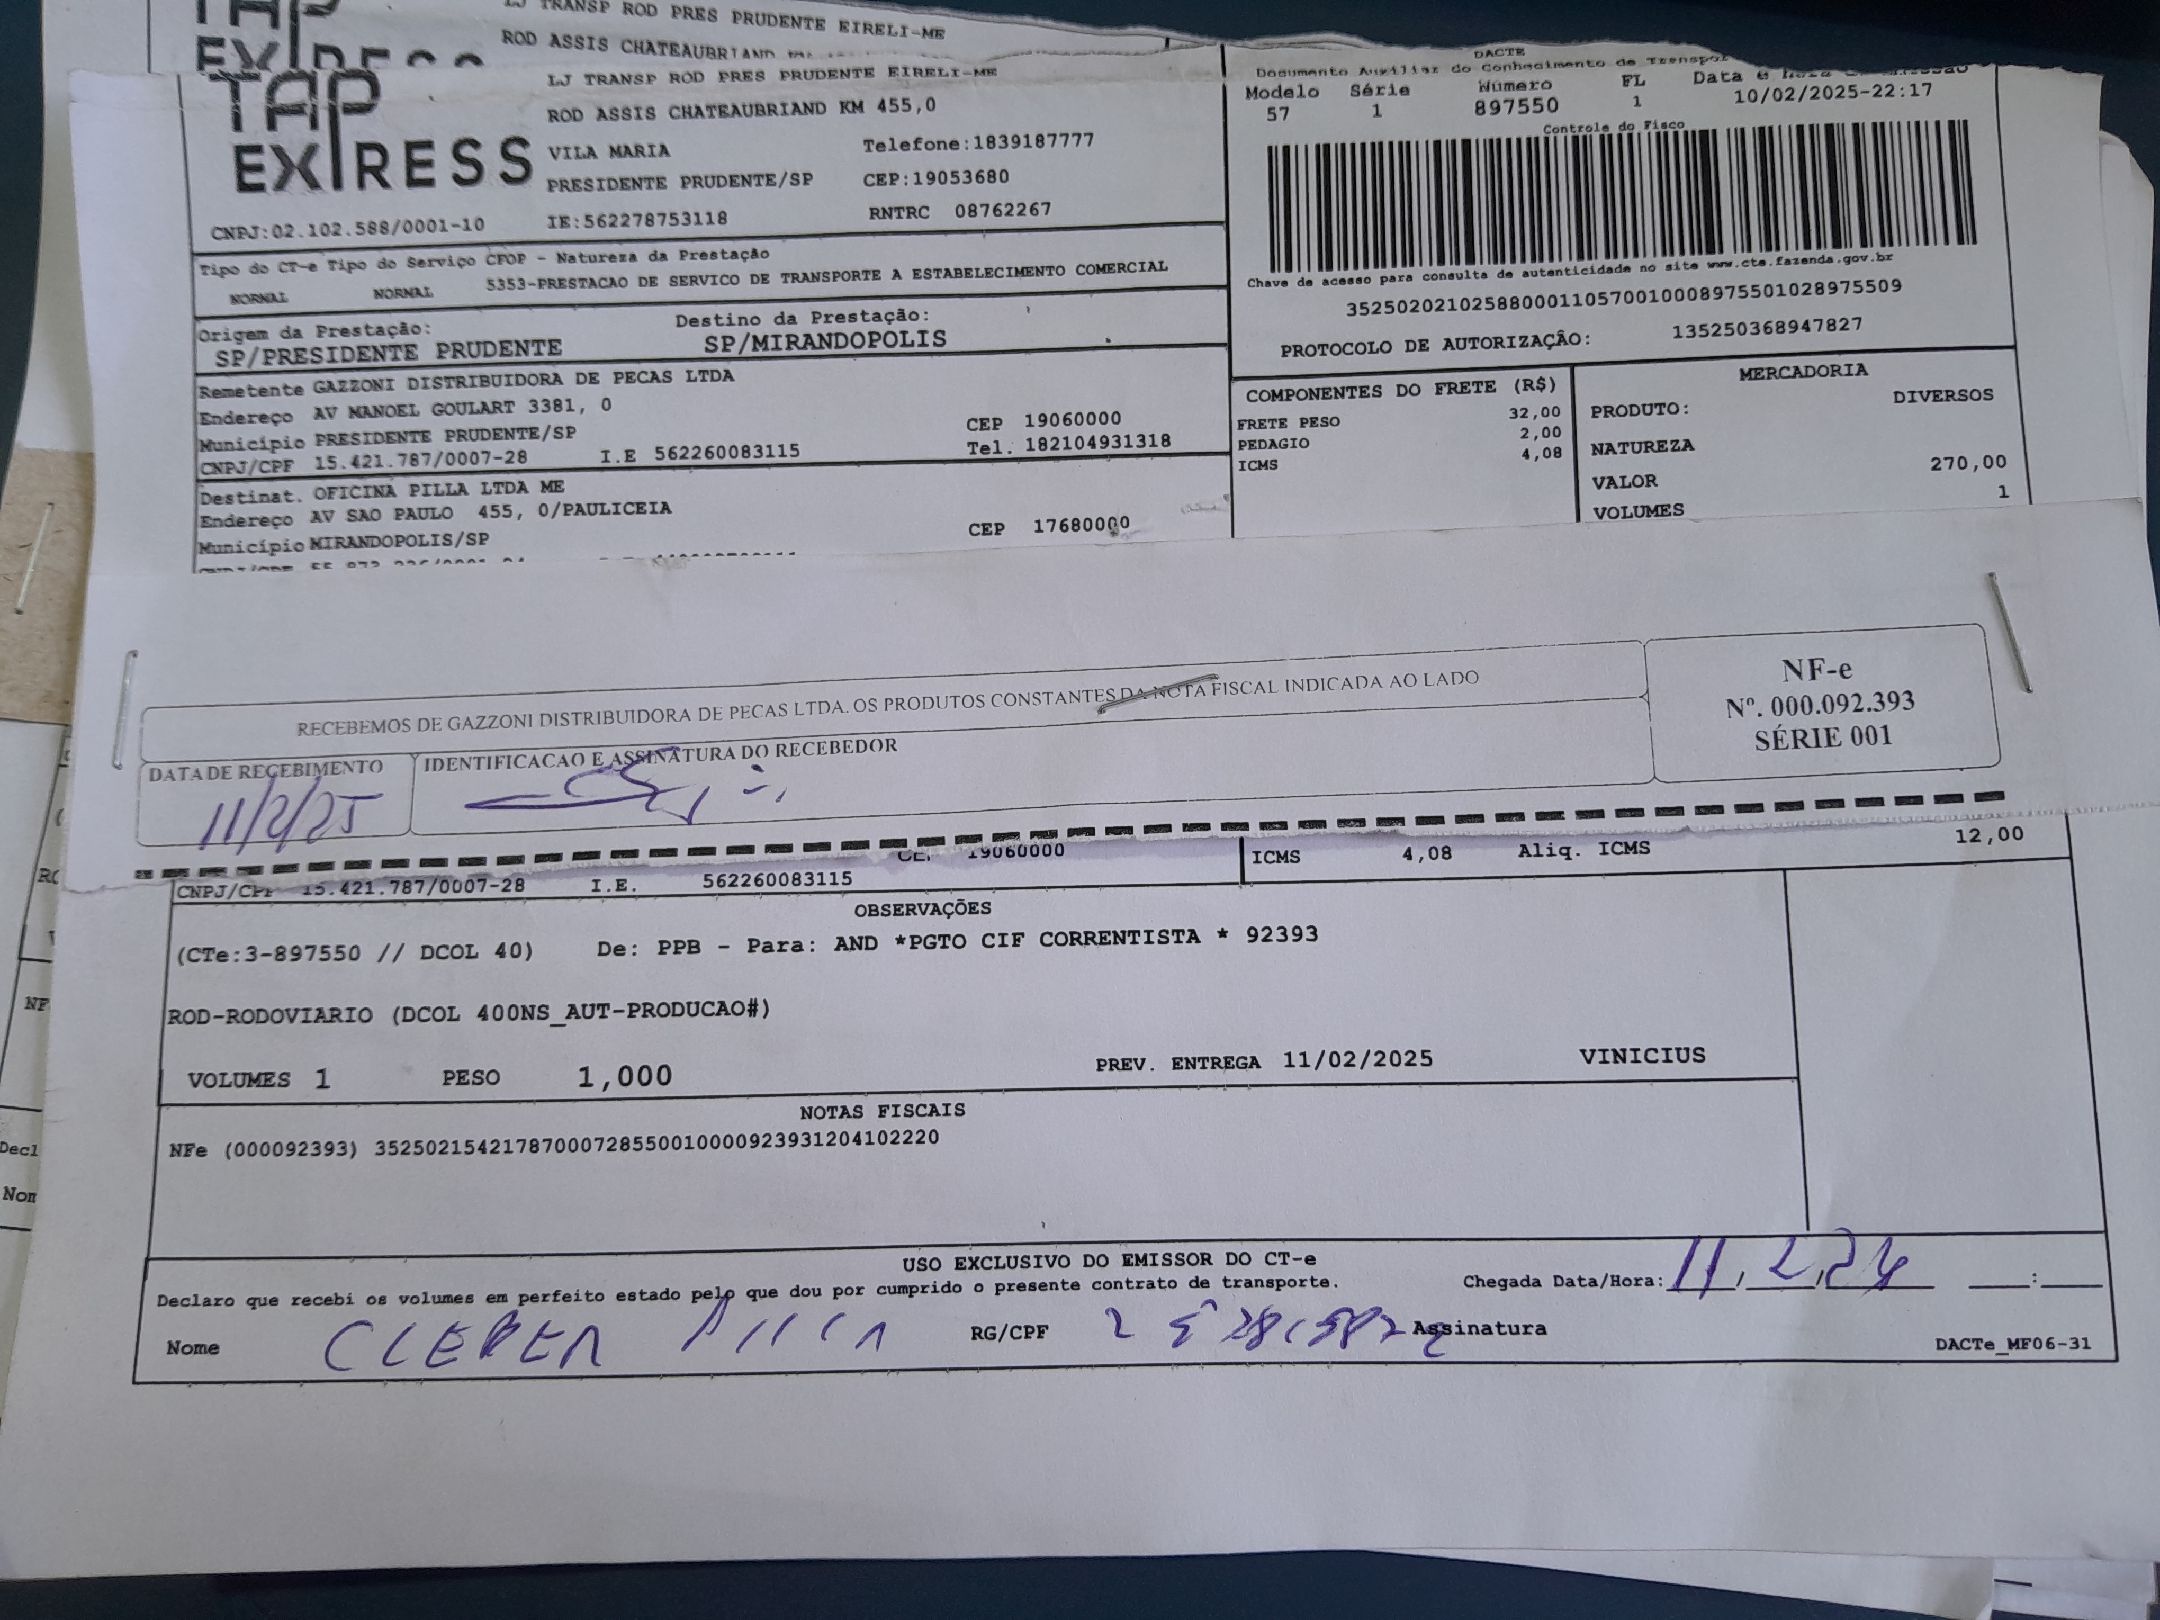 TAP
EXPRESS
LJ TRANSP ROD PRES PRUDENTE EIRELI-ME
ROD ASSIS CHATEAUBRIAND
TAP
EXPRESS
LJ TRANSP ROD PRES PRUDENTE EIRELI-ME
ROD ASSIS CHATEAUBRIAND KM 455,0
VILA MARIA Telefone:1839187777
PRESIDENTE PRUDENTE/SP CEP:19053680
CNPJ:02.102.588/0001-10 IE:562278753118 RNTRC 08762267
DACTE
Documento Auxiliar do Conhecimento de Transpor
Modelo Série Número FL Data e hora
57 1 897550 1 10/02/2025-22:17
Controle do Fisco
Chave de acesso para consulta de autenticidade no site www.cte.fazenda.gov.br
35250202102588000110570010008975501028975509
PROTOCOLO DE AUTORIZAÇÃO: 135250368947827
Tipo do CT-e Tipo do Serviço CFOP - Natureza da Prestação
NORMAL NORMAL 5353-PRESTACAO DE SERVICO DE TRANSPORTE A ESTABELECIMENTO COMERCIAL
Origem da Prestação: Destino da Prestação:
SP/PRESIDENTE PRUDENTE SP/MIRANDOPOLIS
Remetente GAZZONI DISTRIBUIDORA DE PECAS LTDA
Endereço AV MANOEL GOULART 3381, 0 CEP 19060000
Município PRESIDENTE PRUDENTE/SP Tel. 182104931318
CNPJ/CPF 15.421.787/0007-28 I.E 562260083115
Destinat. OFICINA PILLA LTDA ME
Endereço AV SAO PAULO 455, 0/PAULICEIA
Município MIRANDOPOLIS/SP CEP 17680000
COMPONENTES DO FRETE (R$)
FRETE PESO 32,00
PEDAGIO 2,00
ICMS 4,08
MERCADORIA
PRODUTO: DIVERSOS
NATUREZA
VALOR 270,00
VOLUMES 1
RECEBEMOS DE GAZZONI DISTRIBUIDORA DE PECAS LTDA. OS PRODUTOS CONSTANTES DA NOTA FISCAL INDICADA AO LADO
DATA DE RECEBIMENTO IDENTIFICACAO E ASSINATURA DO RECEBEDOR
11/2/25
NF-e
Nº. 000.092.393
SÉRIE 001
CEP 19060000 ICMS 4,08 Aliq. ICMS 12,00
CNPJ/CPF 15.421.787/0007-28 I.E. 562260083115
OBSERVAÇÕES
(CTe:3-897550 // DCOL 40) De: PPB - Para: AND *PGTO CIF CORRENTISTA * 92393
ROD-RODOVIARIO (DCOL 400NS_AUT-PRODUCAO#)
VOLUMES 1 PESO 1,000 PREV. ENTREGA 11/02/2025 VINICIUS
NOTAS FISCAIS
NFe (000092393) 35250215421787000728550010000923931204102220
USO EXCLUSIVO DO EMISSOR DO CT-e
Declaro que recebi os volumes em perfeito estado pelo que dou por cumprido o presente contrato de transporte. Chegada Data/Hora: 11/2/24 :
Nome CLEBER PILLA RG/CPF Assinatura
DACTe_MF06-31
Decl
Nom
NF